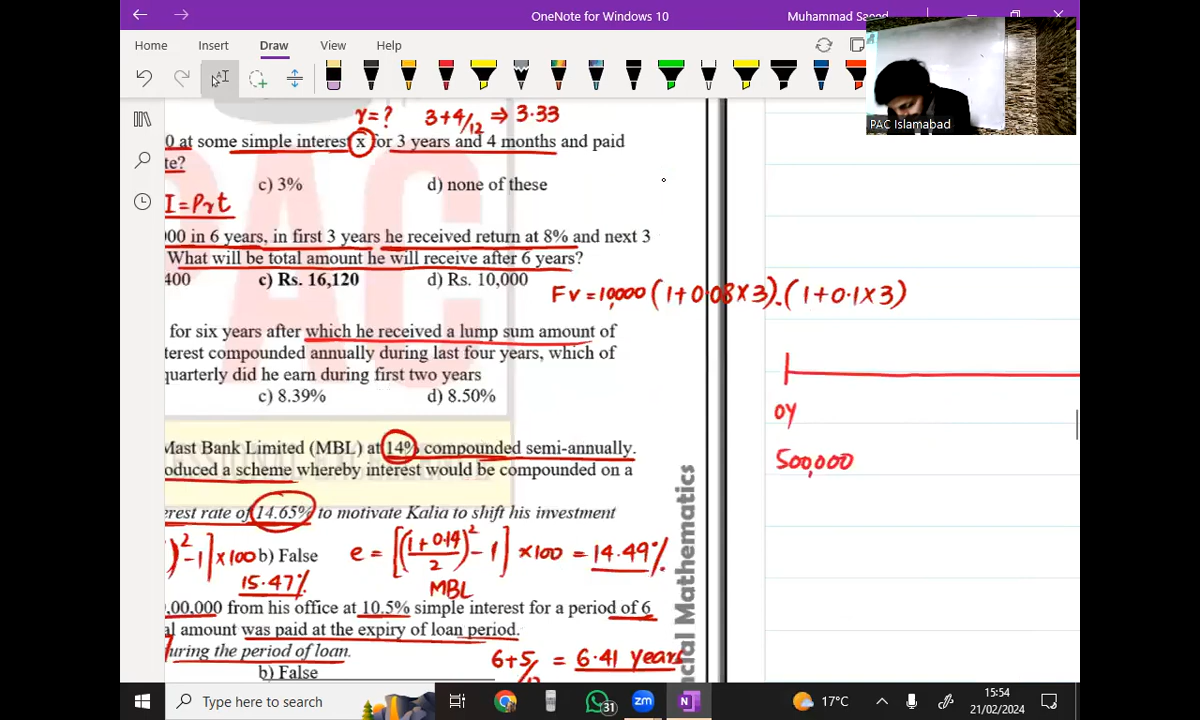 OneNote for Windows 10
Muhammad Saeed
Home Insert Draw View Help
PAC Islamabad
r=? 3+4/12 ⇒ 3.33
0 at some simple interest x for 3 years and 4 months and paid
te?
c) 3% d) none of these
I=Prt
000 in 6 years, in first 3 years he received return at 8% and next 3
What will be total amount he will receive after 6 years?
400 c) Rs. 16,120 d) Rs. 10,000
FV = 10,000 (1+0.08×3).(1+0.1×3)
for six years after which he received a lump sum amount of
terest compounded annually during last four years, which of
quarterly did he earn during first two years
c) 8.39% d) 8.50%
0Y
500,000
Mast Bank Limited (MBL) at 14% compounded semi-annually.
oduced a scheme whereby interest would be compounded on a
erest rate of 14.65% to motivate Kalia to shift his investment
)²-1]×100 b) False e = [(1+0.14/2)²-1] ×100 = 14.49%
15.47% MBL
,00,000 from his office at 10.5% simple interest for a period of 6
al amount was paid at the expiry of loan period.
during the period of loan.
6+5/12 = 6.41 years
b) False
ncial Mathematics
PAC
Type here to search
31
zm
N
17°C
15:54
21/02/2024